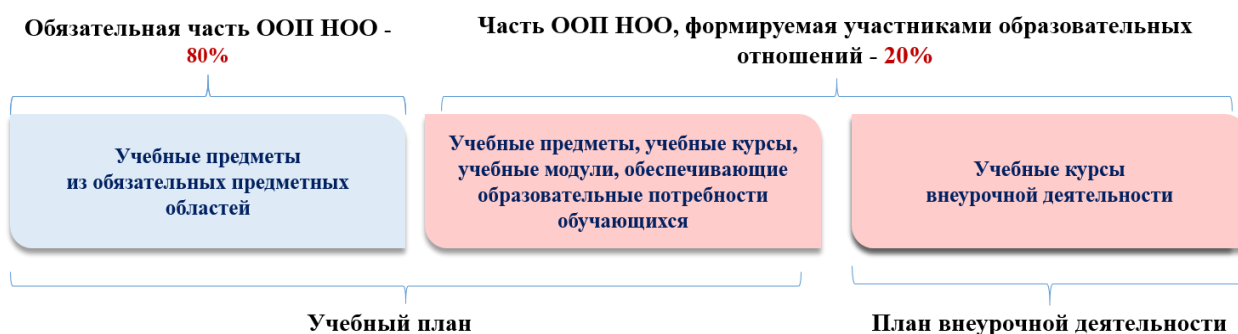 Обязательная часть ООП НОО -
80%
Часть ООП НОО, формируемая участниками образовательных
отношений - 20%
Учебные предметы
из обязательных предметных
областей
Учебные предметы, учебные курсы,
учебные модули, обеспечивающие
образовательные потребности
обучающихся
Учебные курсы
внеурочной деятельности
Учебный план
План внеурочной деятельности